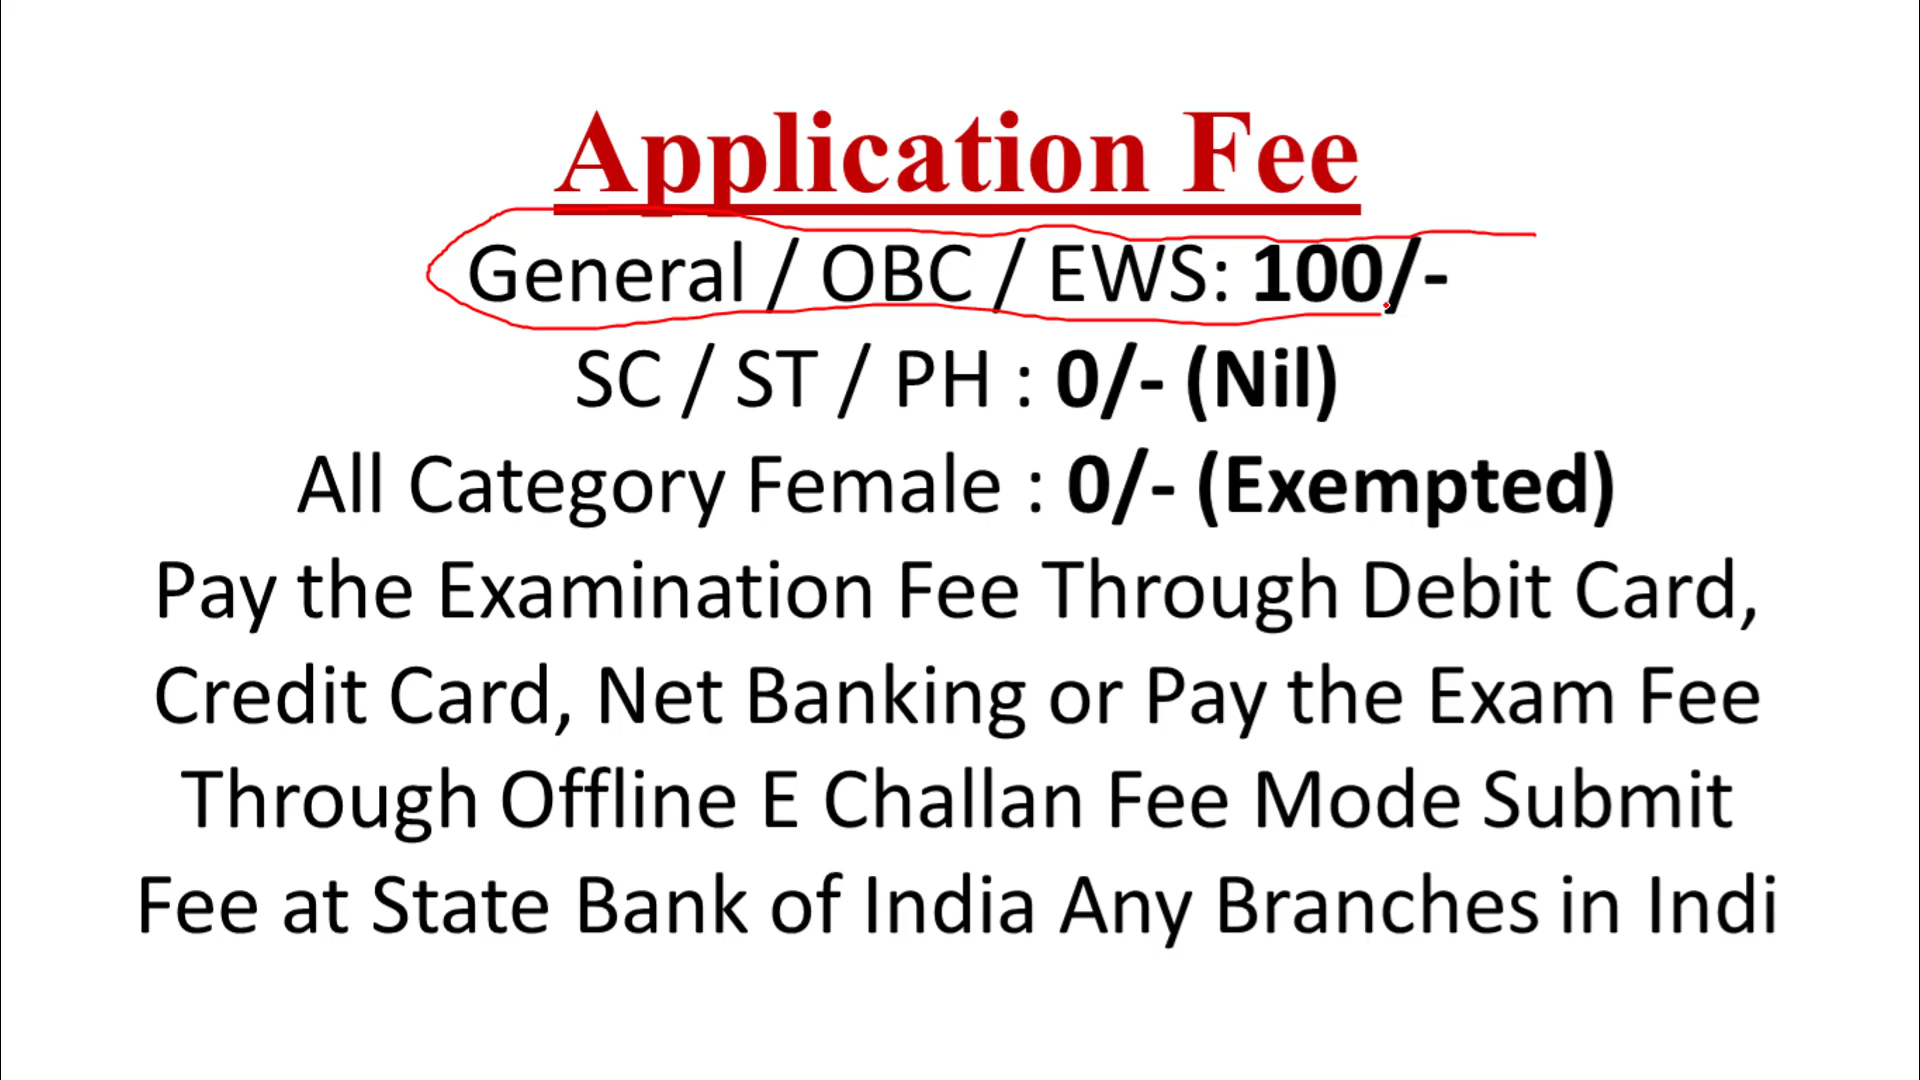 Application Fee
General / OBC / EWS: 100/-
SC / ST / PH : 0/- (Nil)
All Category Female : 0/- (Exempted)
Pay the Examination Fee Through Debit Card,
Credit Card, Net Banking or Pay the Exam Fee
Through Offline E Challan Fee Mode Submit
Fee at State Bank of India Any Branches in Indi